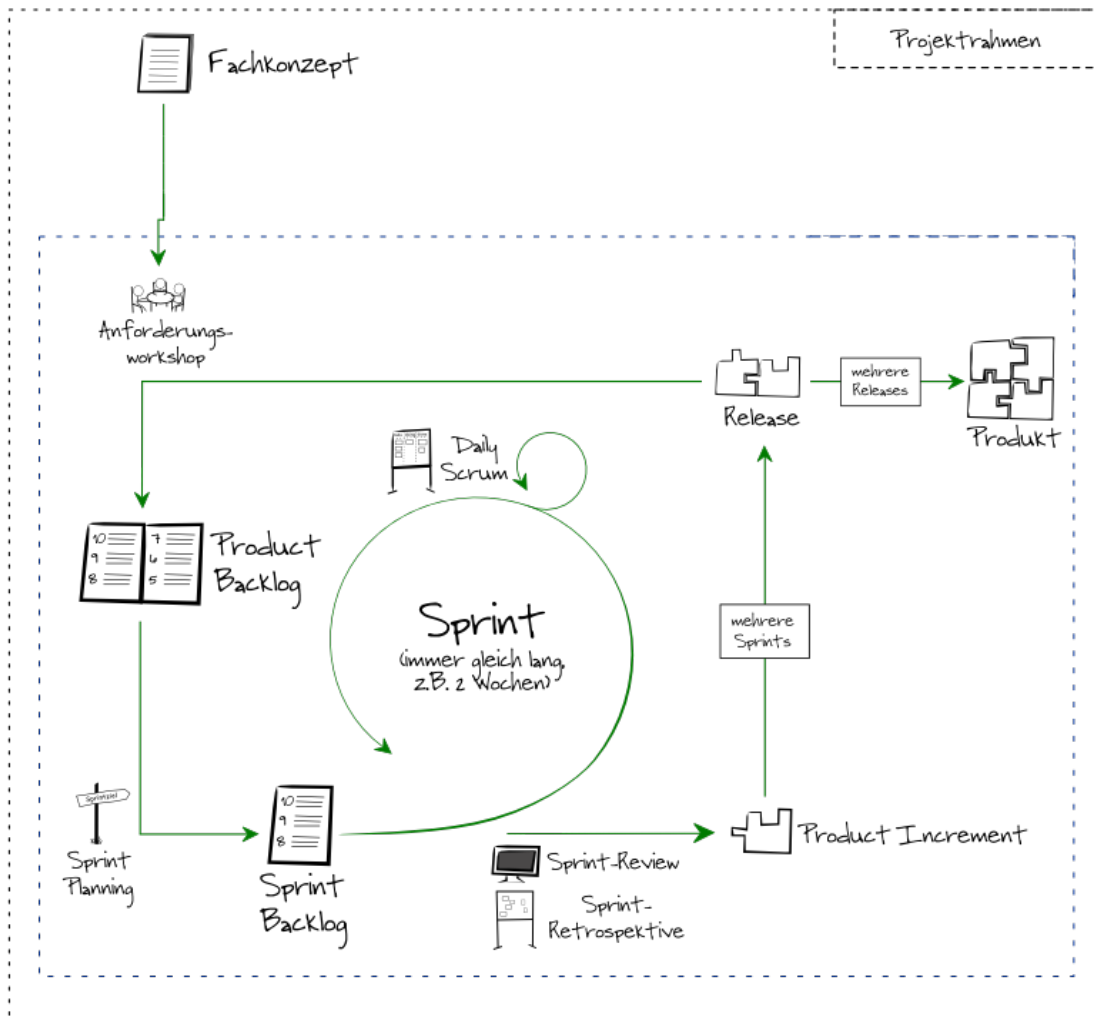 Projektrahmen
Fachkonzept
Anforderungs-
workshop
mehrere
Releases
Release
Produkt
Daily
Scrum
10
9
8
7
6
5
Product
Backlog
Sprint
(immer gleich lang,
z.B. 2 Wochen)
mehrere
Sprints
Sprintziel
Sprint
Planning
10
9
8
Sprint
Backlog
Product Increment
Sprint-Review
Sprint-
Retrospektive